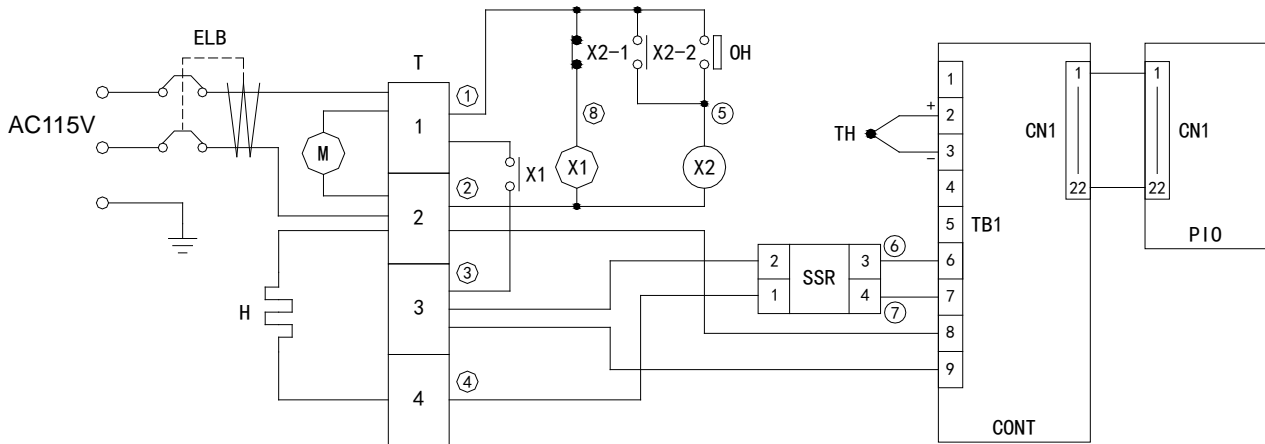 ELB
AC115V
T
1
2
3
4
M
H
①
②
③
④
X1
X2-1
X2-2
OH
⑧
⑤
X1
X2
2
1
SSR
3
4
⑥
⑦
TH
+
−
1
2
3
4
5
6
7
8
9
TB1
CN1
1
22
CONT
1
22
CN1
PIO